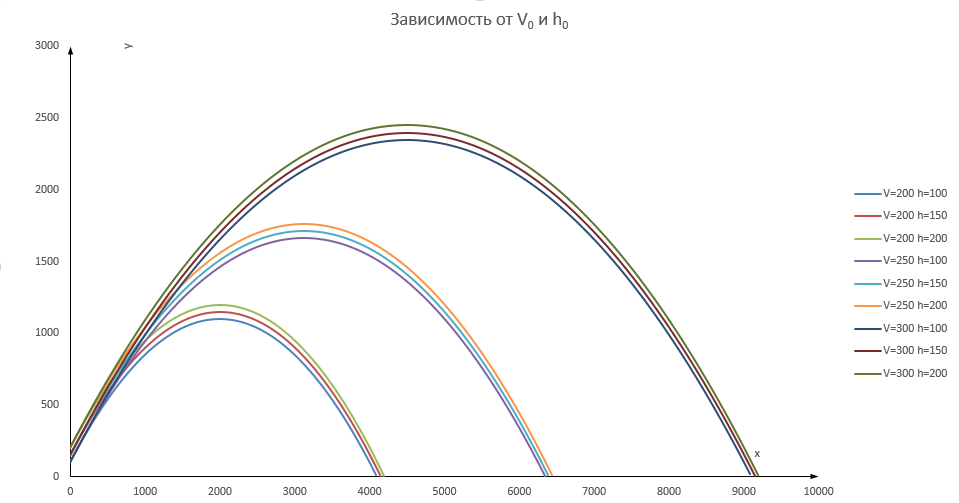 Зависимость от V₀ и h₀
y
3000
2500
2000
1500
1000
500
0
x
0 1000 2000 3000 4000 5000 6000 7000 8000 9000 10000
V=200 h=100
V=200 h=150
V=200 h=200
V=250 h=100
V=250 h=150
V=250 h=200
V=300 h=100
V=300 h=150
V=300 h=200